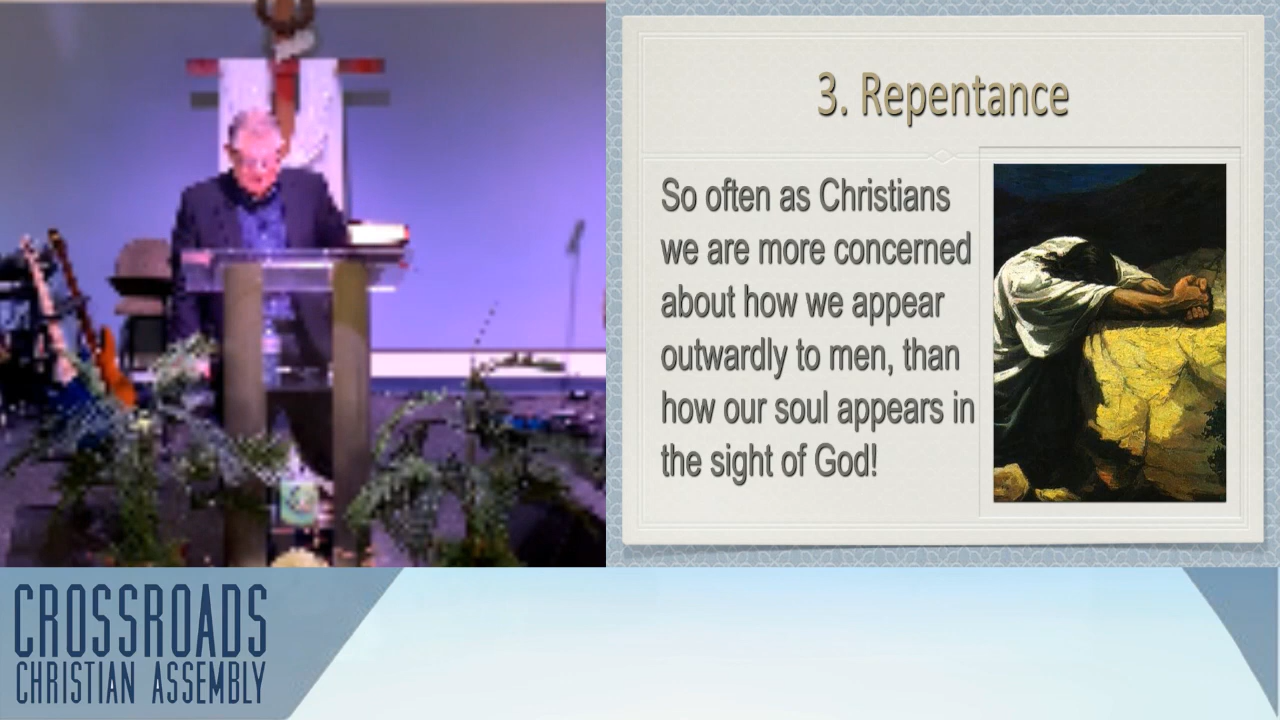 3. Repentance
So often as Christians
we are more concerned
about how we appear
outwardly to men, than
how our soul appears in
the sight of God!
CROSSROADS
CHRISTIAN ASSEMBLY